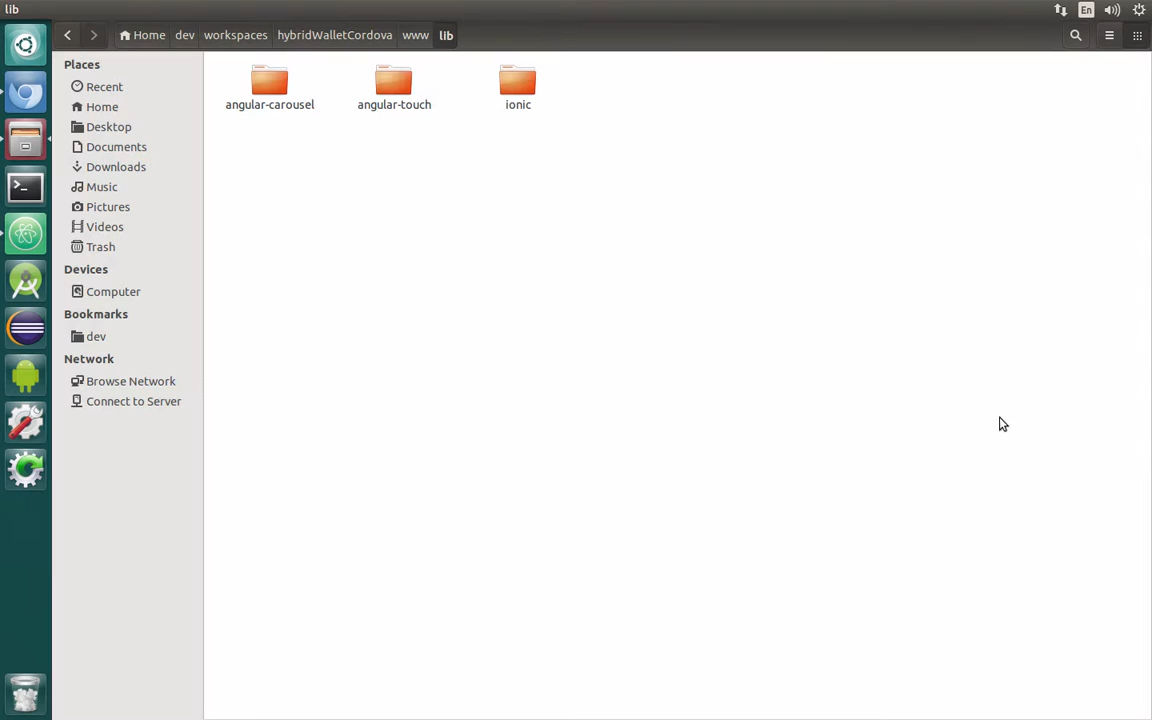 lib
En
Home dev workspaces hybridWalletCordova www lib
Places
Recent
Home
Desktop
Documents
Downloads
Music
Pictures
Videos
Trash
Devices
Computer
Bookmarks
dev
Network
Browse Network
Connect to Server
angular-carousel angular-touch ionic